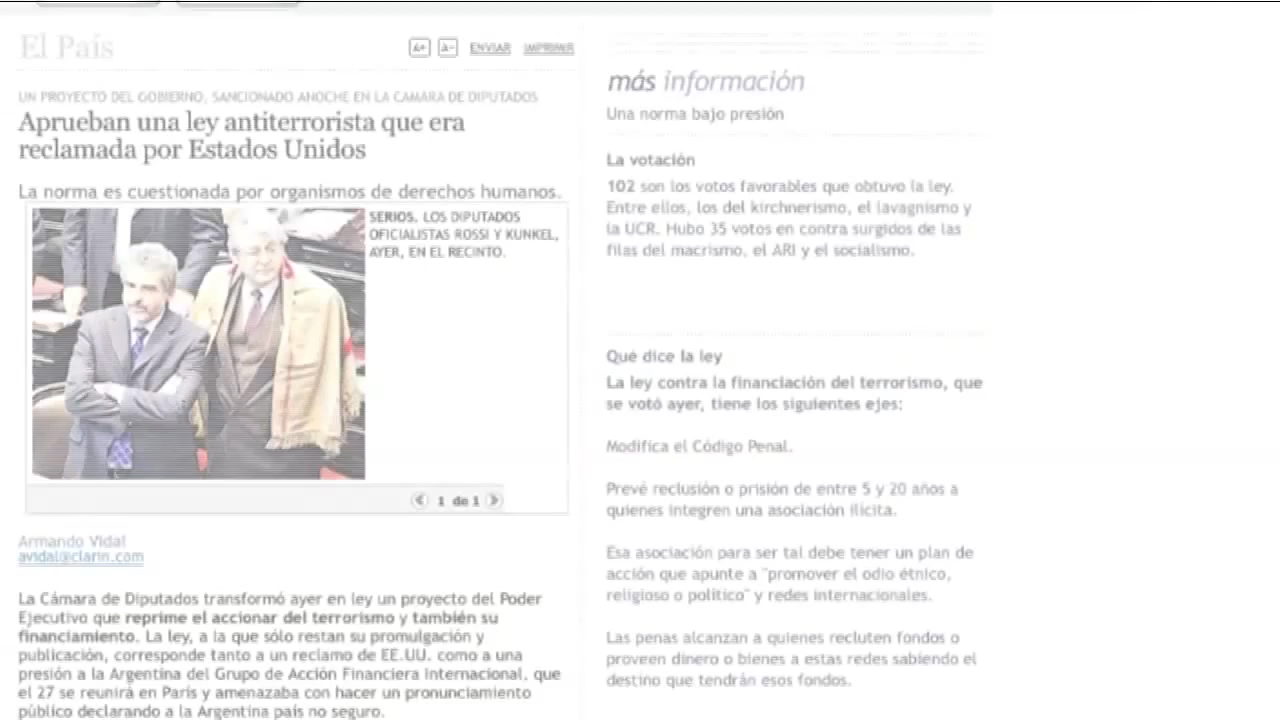 El País
A+ A- ENVIAR IMPRIMIR
UN PROYECTO DEL GOBIERNO, SANCIONADO ANOCHE EN LA CAMARA DE DIPUTADOS
Aprueban una ley antiterrorista que era
reclamada por Estados Unidos
La norma es cuestionada por organismos de derechos humanos.
SERIOS. LOS DIPUTADOS
OFICIALISTAS ROSSI Y KUNKEL,
AYER, EN EL RECINTO.
1 de 1
Armando Vidal
avidal@clarin.com
La Cámara de Diputados transformó ayer en ley un proyecto del Poder
Ejecutivo que reprime el accionar del terrorismo y también su
financiamiento. La ley, a la que sólo restan su promulgación y
publicación, corresponde tanto a un reclamo de EE.UU. como a una
presión a la Argentina del Grupo de Acción Financiera Internacional, que
el 27 se reunirá en París y amenazaba con hacer un pronunciamiento
público declarando a la Argentina país no seguro.
más información
Una norma bajo presión
La votación
102 son los votos favorables que obtuvo la ley.
Entre ellos, los del kirchnerismo, el lavagnismo y
la UCR. Hubo 35 votos en contra surgidos de las
filas del macrismo, el ARI y el socialismo.
Qué dice la ley
La ley contra la financiación del terrorismo, que
se votó ayer, tiene los siguientes ejes:
Modifica el Código Penal.
Prevé reclusión o prisión de entre 5 y 20 años a
quienes integren una asociación ilícita.
Esa asociación para ser tal debe tener un plan de
acción que apunte a "promover el odio étnico,
religioso o político" y redes internacionales.
Las penas alcanzan a quienes recluten fondos o
proveen dinero o bienes a estas redes sabiendo el
destino que tendrán esos fondos.